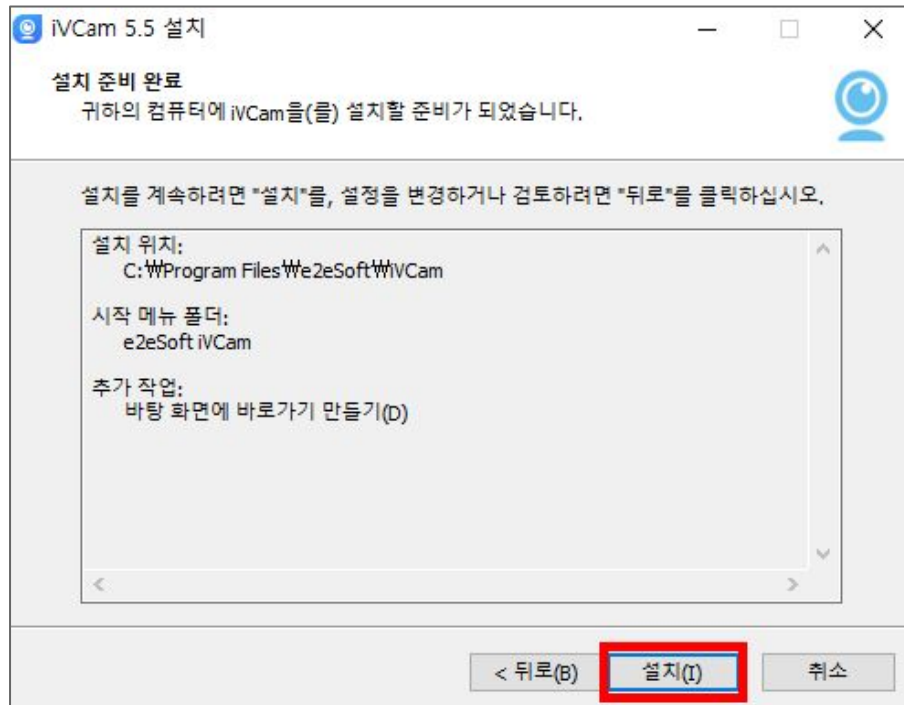 iVCam 5.5 설치
설치 준비 완료
귀하의 컴퓨터에 iVCam을(를) 설치할 준비가 되었습니다.
설치를 계속하려면 "설치"를, 설정을 변경하거나 검토하려면 "뒤로"를 클릭하십시오.
설치 위치:
C:₩Program Files₩e2eSoft₩iVCam
시작 메뉴 폴더:
e2eSoft iVCam
추가 작업:
바탕 화면에 바로가기 만들기(D)
< 뒤로(B) 설치(I) 취소